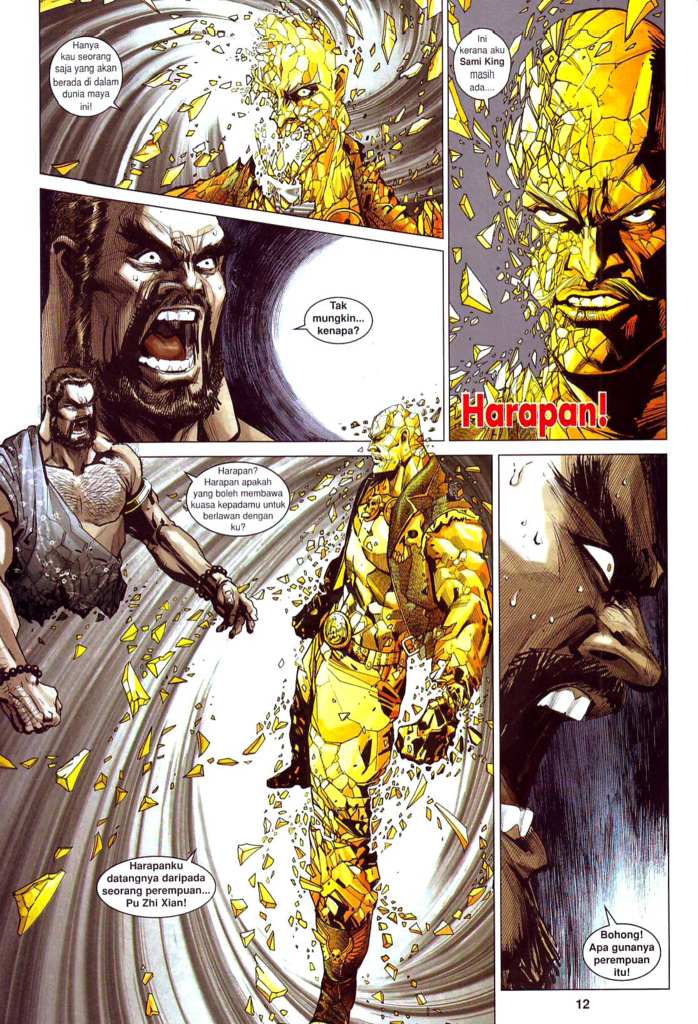 Hanya
kau seorang
saja yang akan
berada di dalam
dunia maya
ini!
Ini
kerana aku
Sami King
masih
ada....
Harapan!
Tak
mungkin...
kenapa?
Harapan?
Harapan apakah
yang boleh membawa
kuasa kepadamu untuk
berlawan dengan
ku?
Harapanku
datangnya daripada
seorang perempuan...
Pu Zhi Xian!
Bohong!
Apa gunanya
perempuan
itu!
12